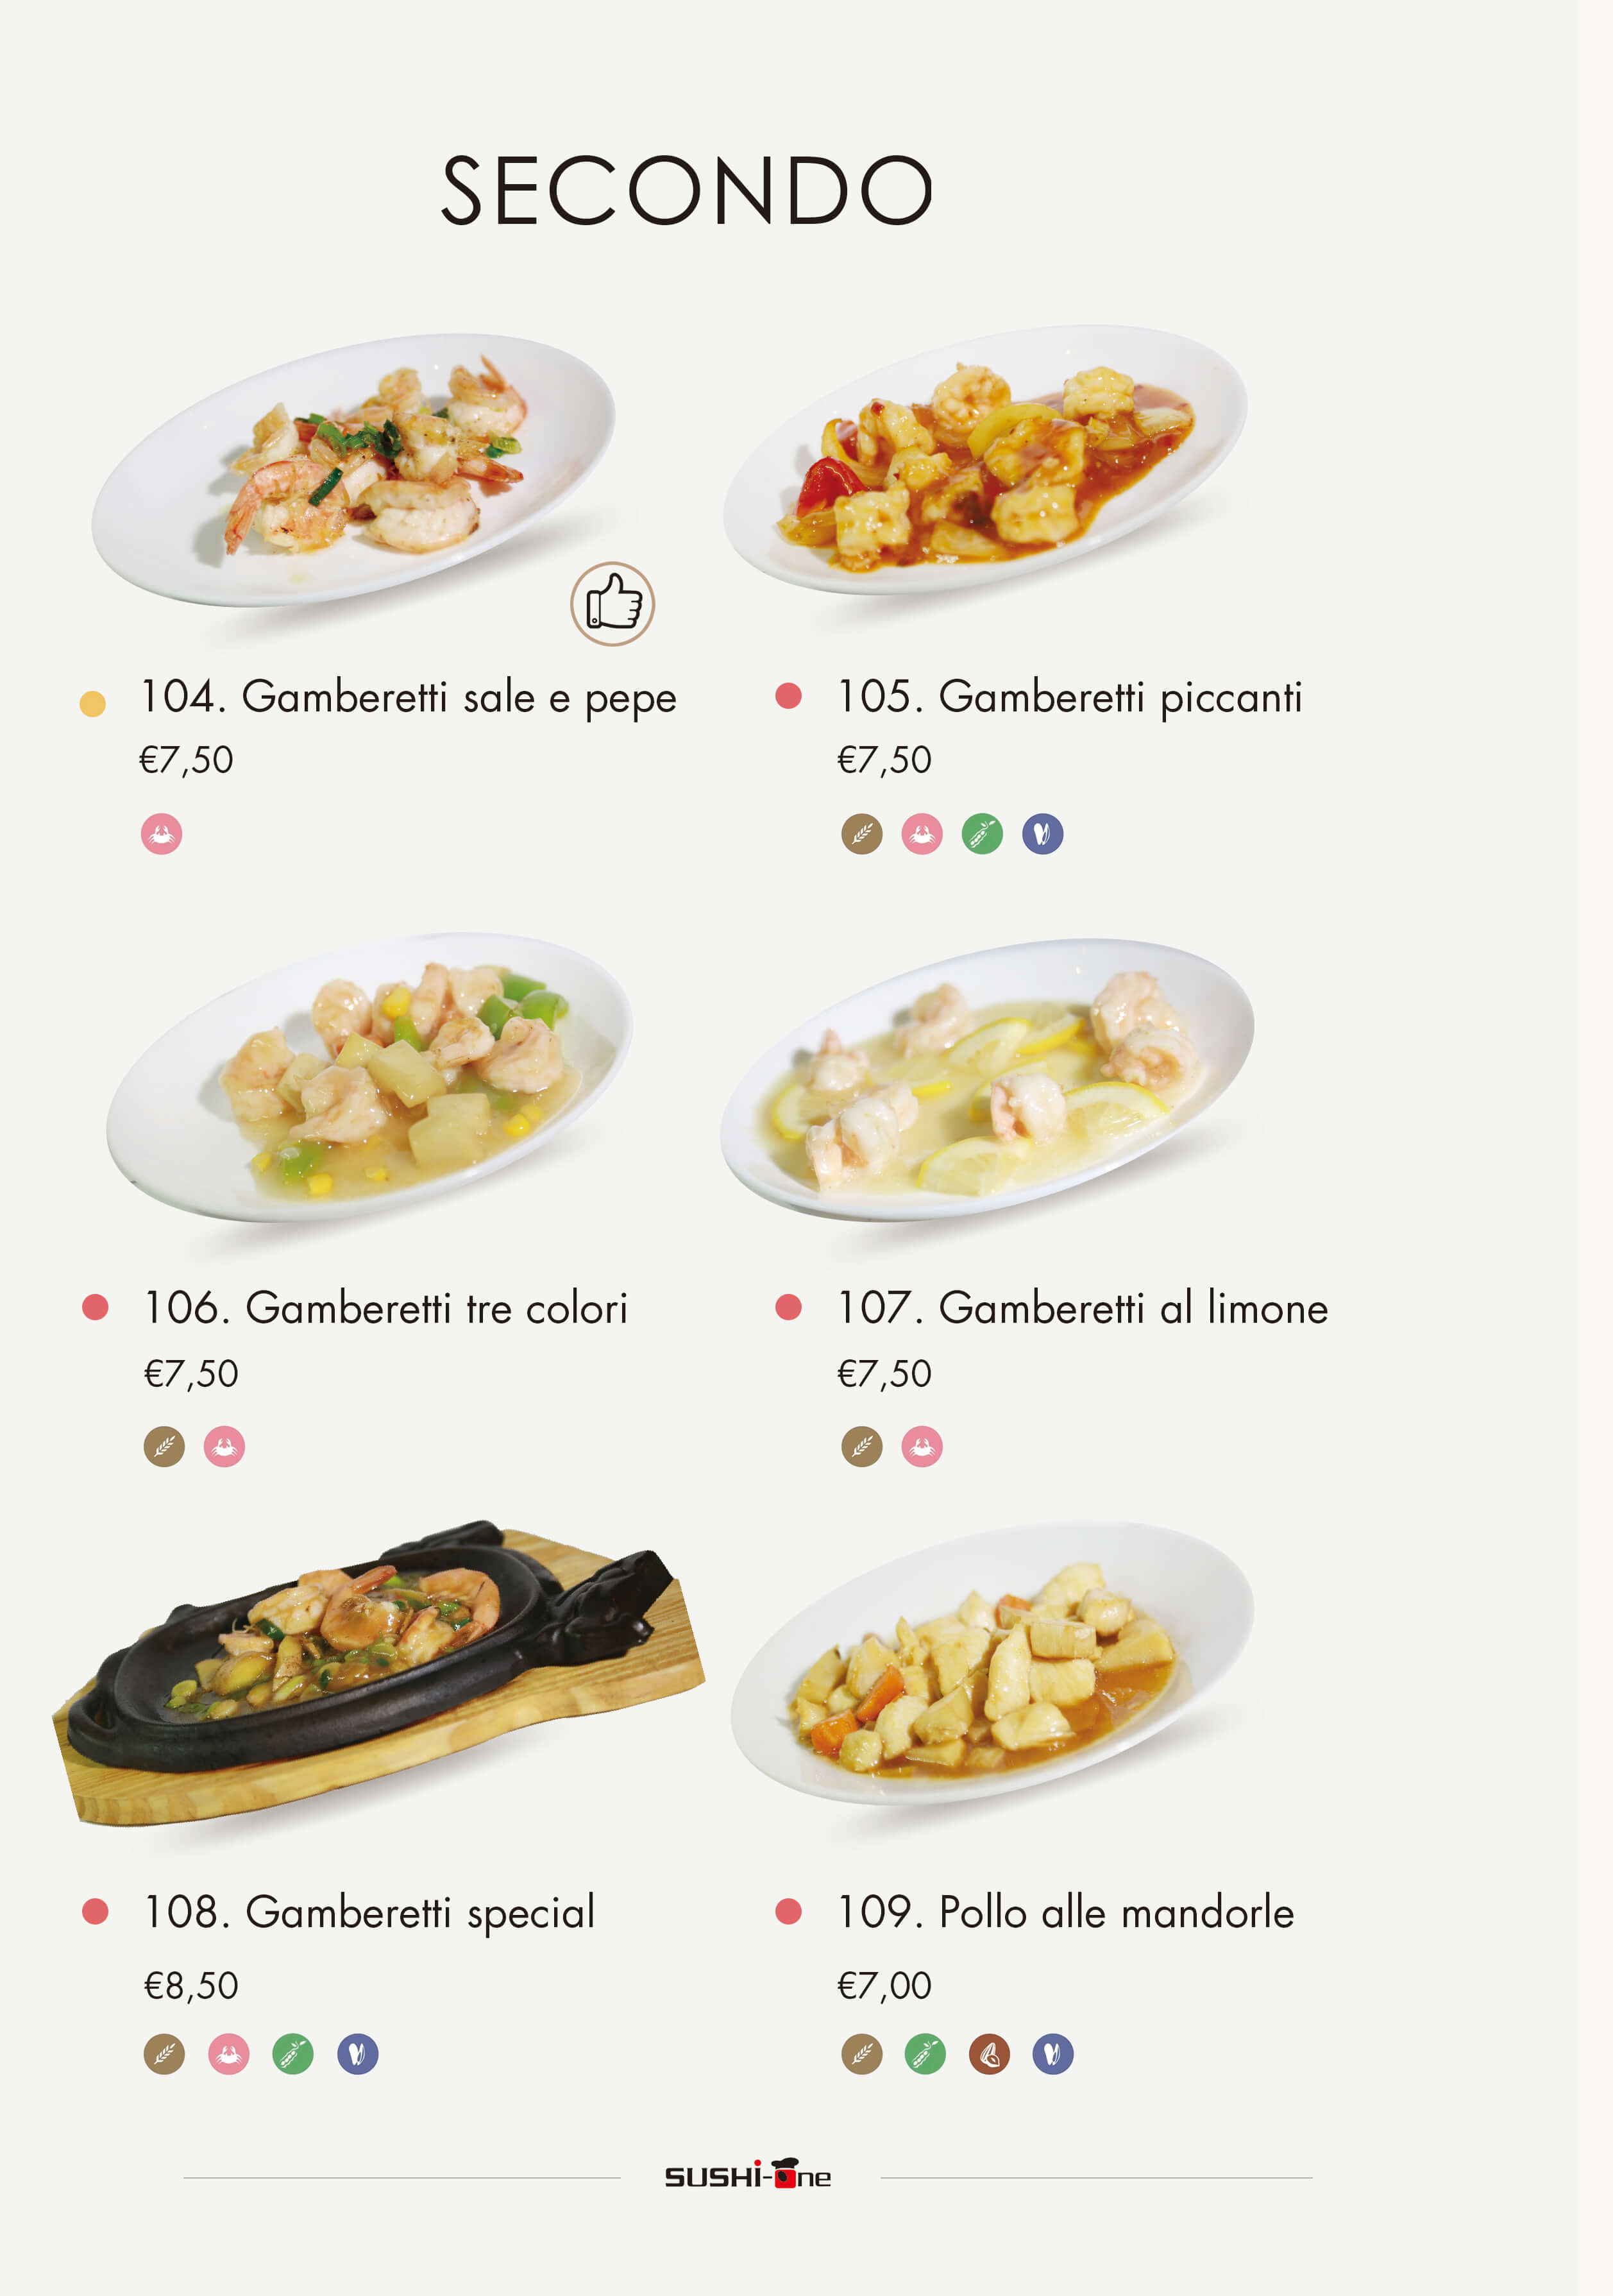 SECONDO
104. Gamberetti sale e pepe
€7,50
105. Gamberetti piccanti
€7,50
106. Gamberetti tre colori
€7,50
107. Gamberetti al limone
€7,50
108. Gamberetti special
€8,50
109. Pollo alle mandorle
€7,00
SUSHi-One